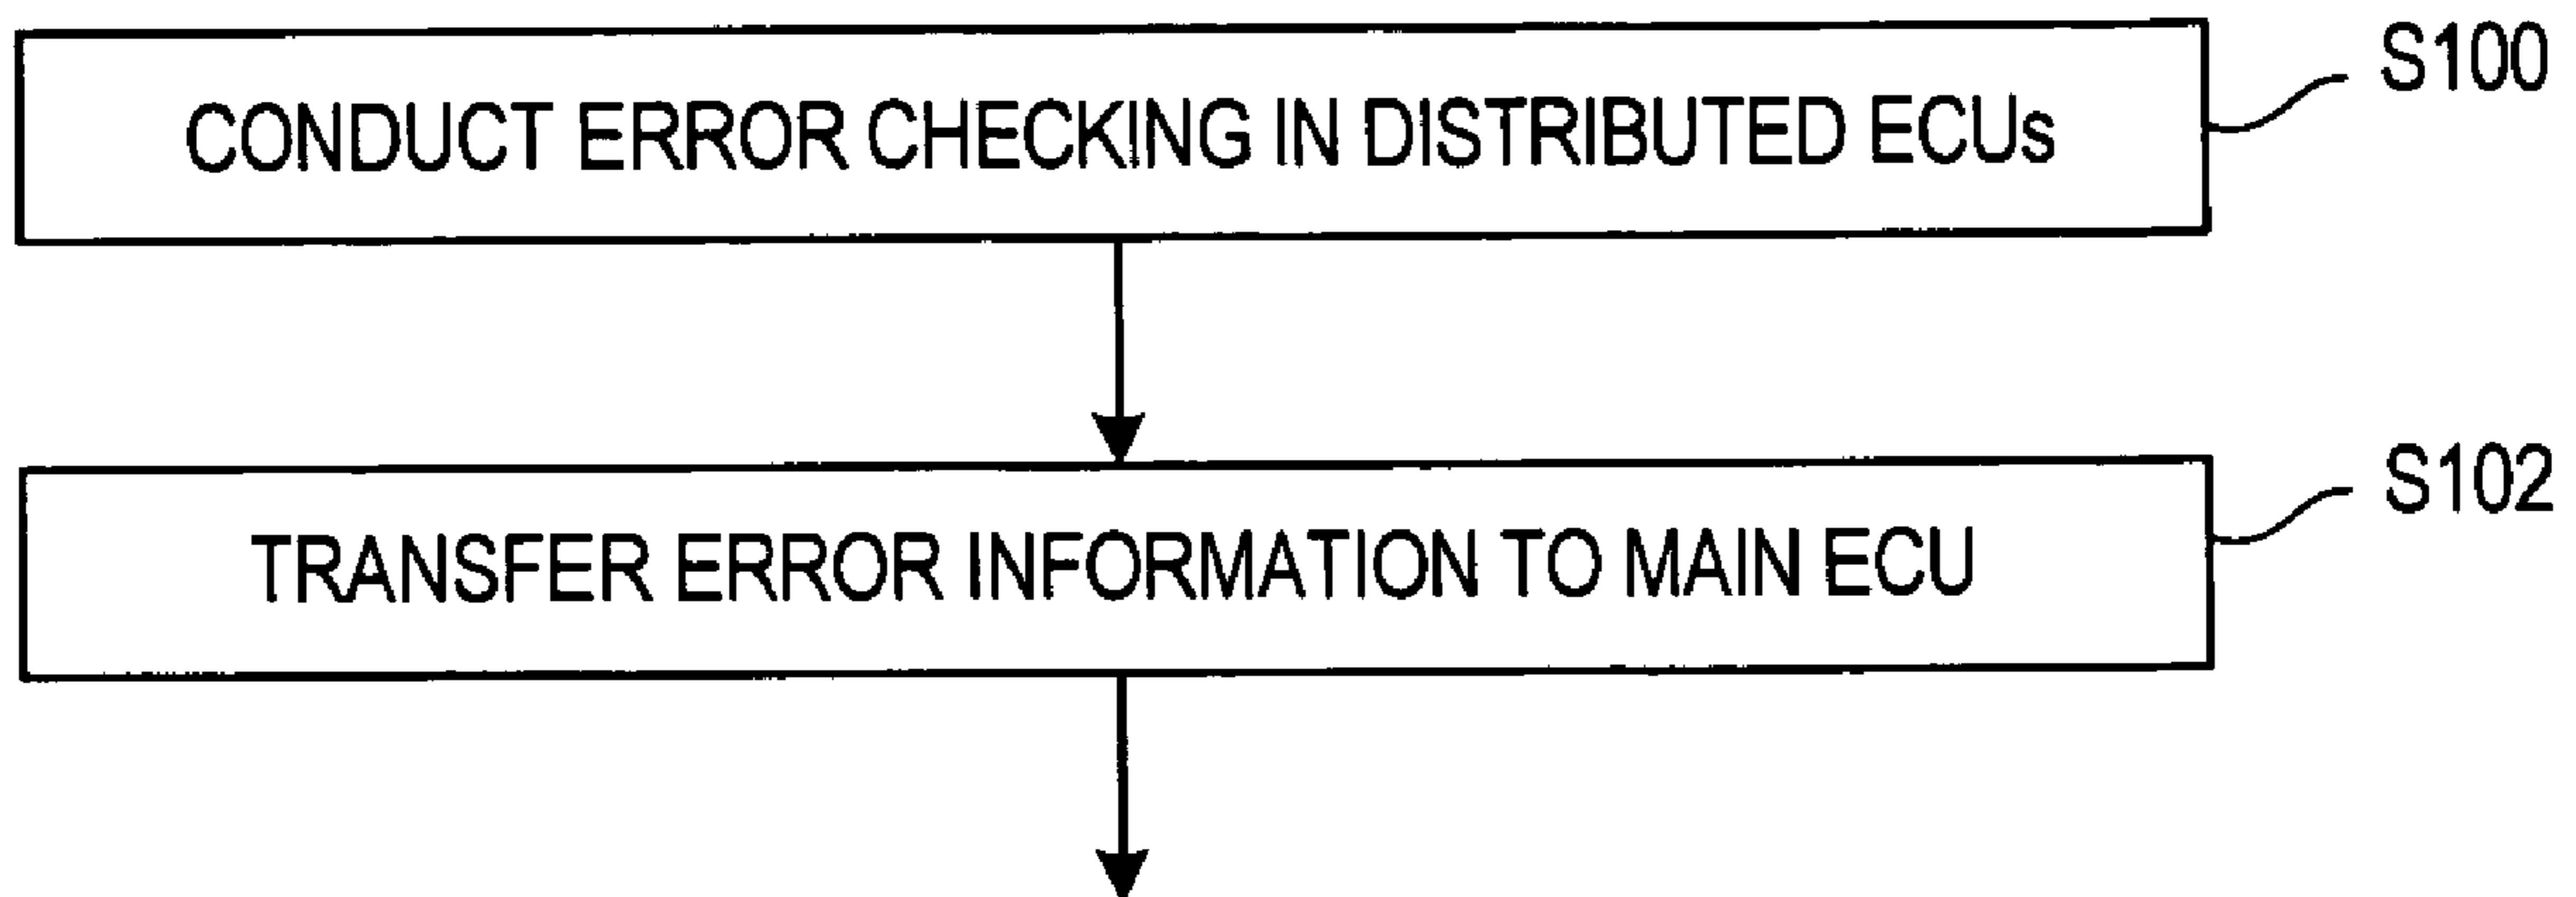 CONDUCT ERROR CHECKING IN DISTRIBUTED ECUs
S100
TRANSFER ERROR INFORMATION TO MAIN ECU
S102